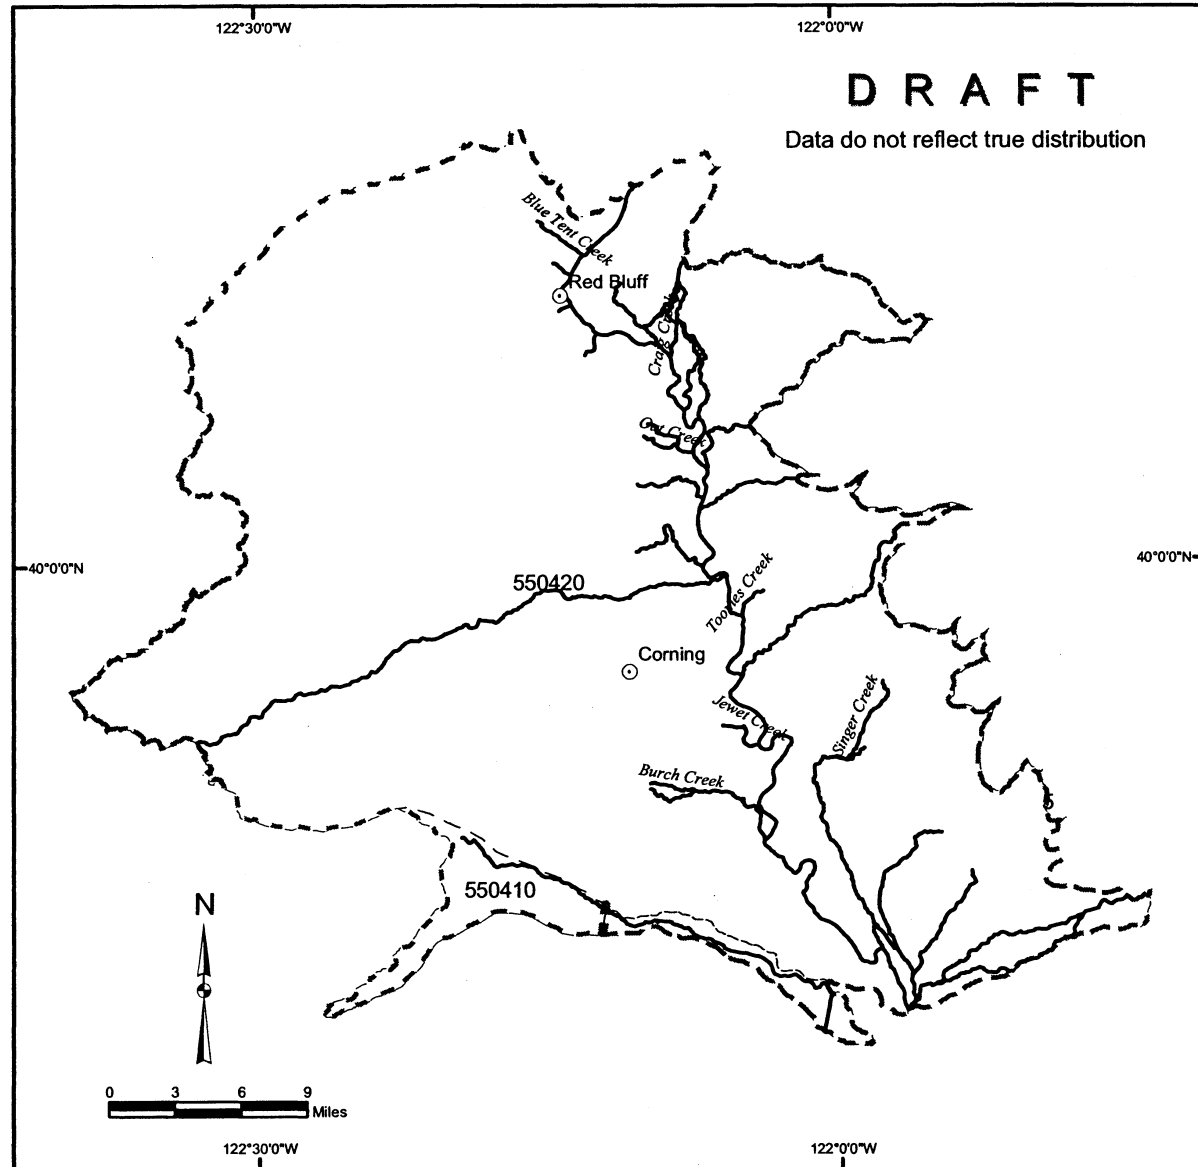 122°30'0"W
122°0'0"W
DRAFT
Data do not reflect true distribution
Blue Tent Creek
Red Bluff
Craig Creek
Oat Creek
40°0'0"N
40°0'0"N
550420
Toomes Creek
Corning
Jewet Creek
Singer Creek
Burch Creek
550410
N
0 3 6 9
Miles
122°30'0"W
122°0'0"W